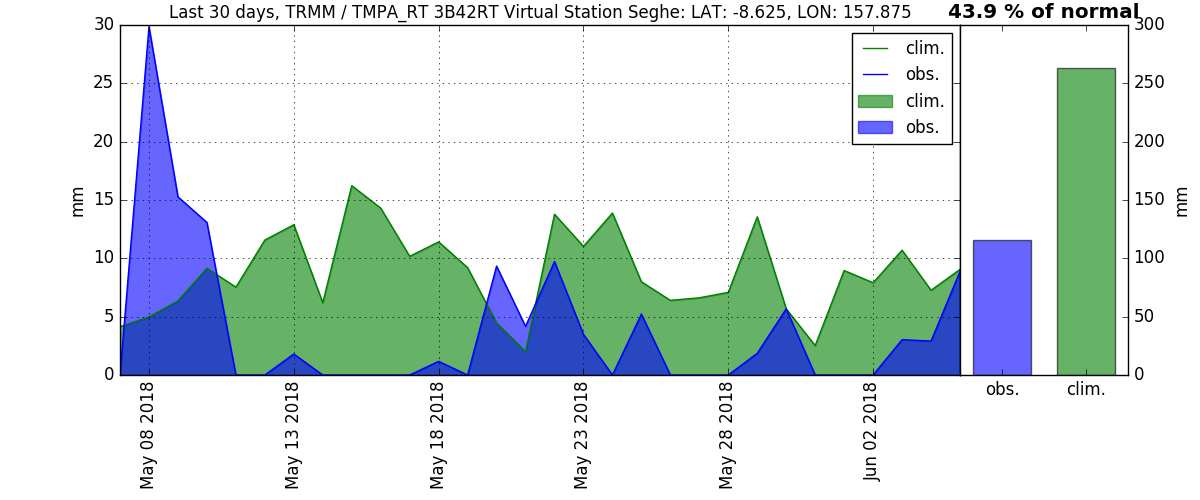 Last 30 days, TRMM / TMPA_RT 3B42RT Virtual Station Seghe: LAT: -8.625, LON: 157.875
43.9 % of normal
30
25
20
15
10
5
0
mm
clim.
obs.
clim.
obs.
May 08 2018
May 13 2018
May 18 2018
May 23 2018
May 28 2018
Jun 02 2018
300
250
200
150
100
50
0
mm
obs.
clim.